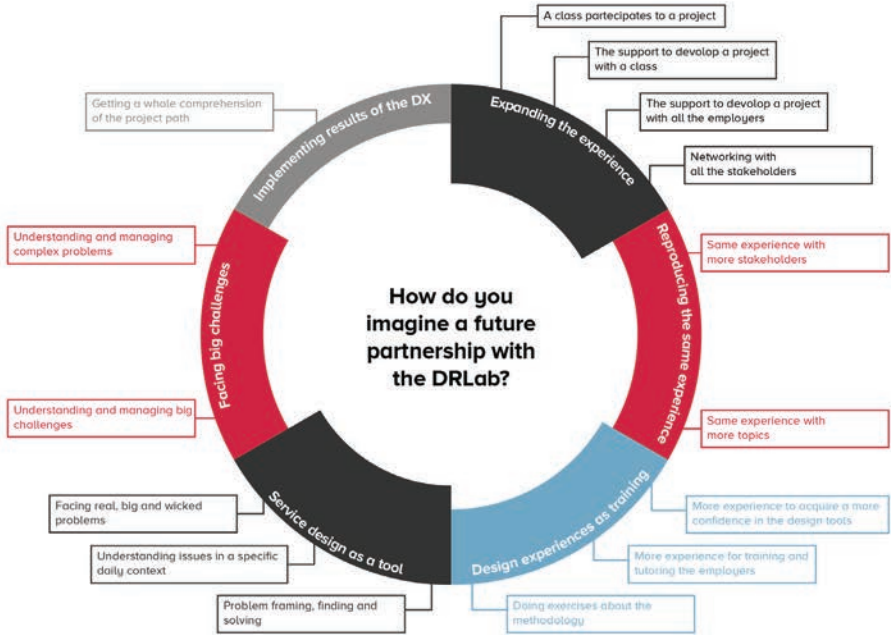 How do you
imagine a future
partnership with
the DRLab?
Expanding the experience
A class partecipates to a project
The support to devolop a project
with a class
The support to devolop a project
with all the employers
Networking with
all the stakeholders
Reproducing the same experience
Same experience with
more stakeholders
Same experience with
more topics
Design experiences as training
More experience to acquire a more
confidence in the design tools
More experience for training and
tutoring the employers
Doing exercises about the
methodology
Service design as a tool
Problem framing, finding and
solving
Understanding issues in a specific
daily context
Facing real, big and wicked
problems
Facing big challenges
Understanding and managing big
challenges
Understanding and managing
complex problems
Implementing results of the DX
Getting a whole comprehension
of the project path